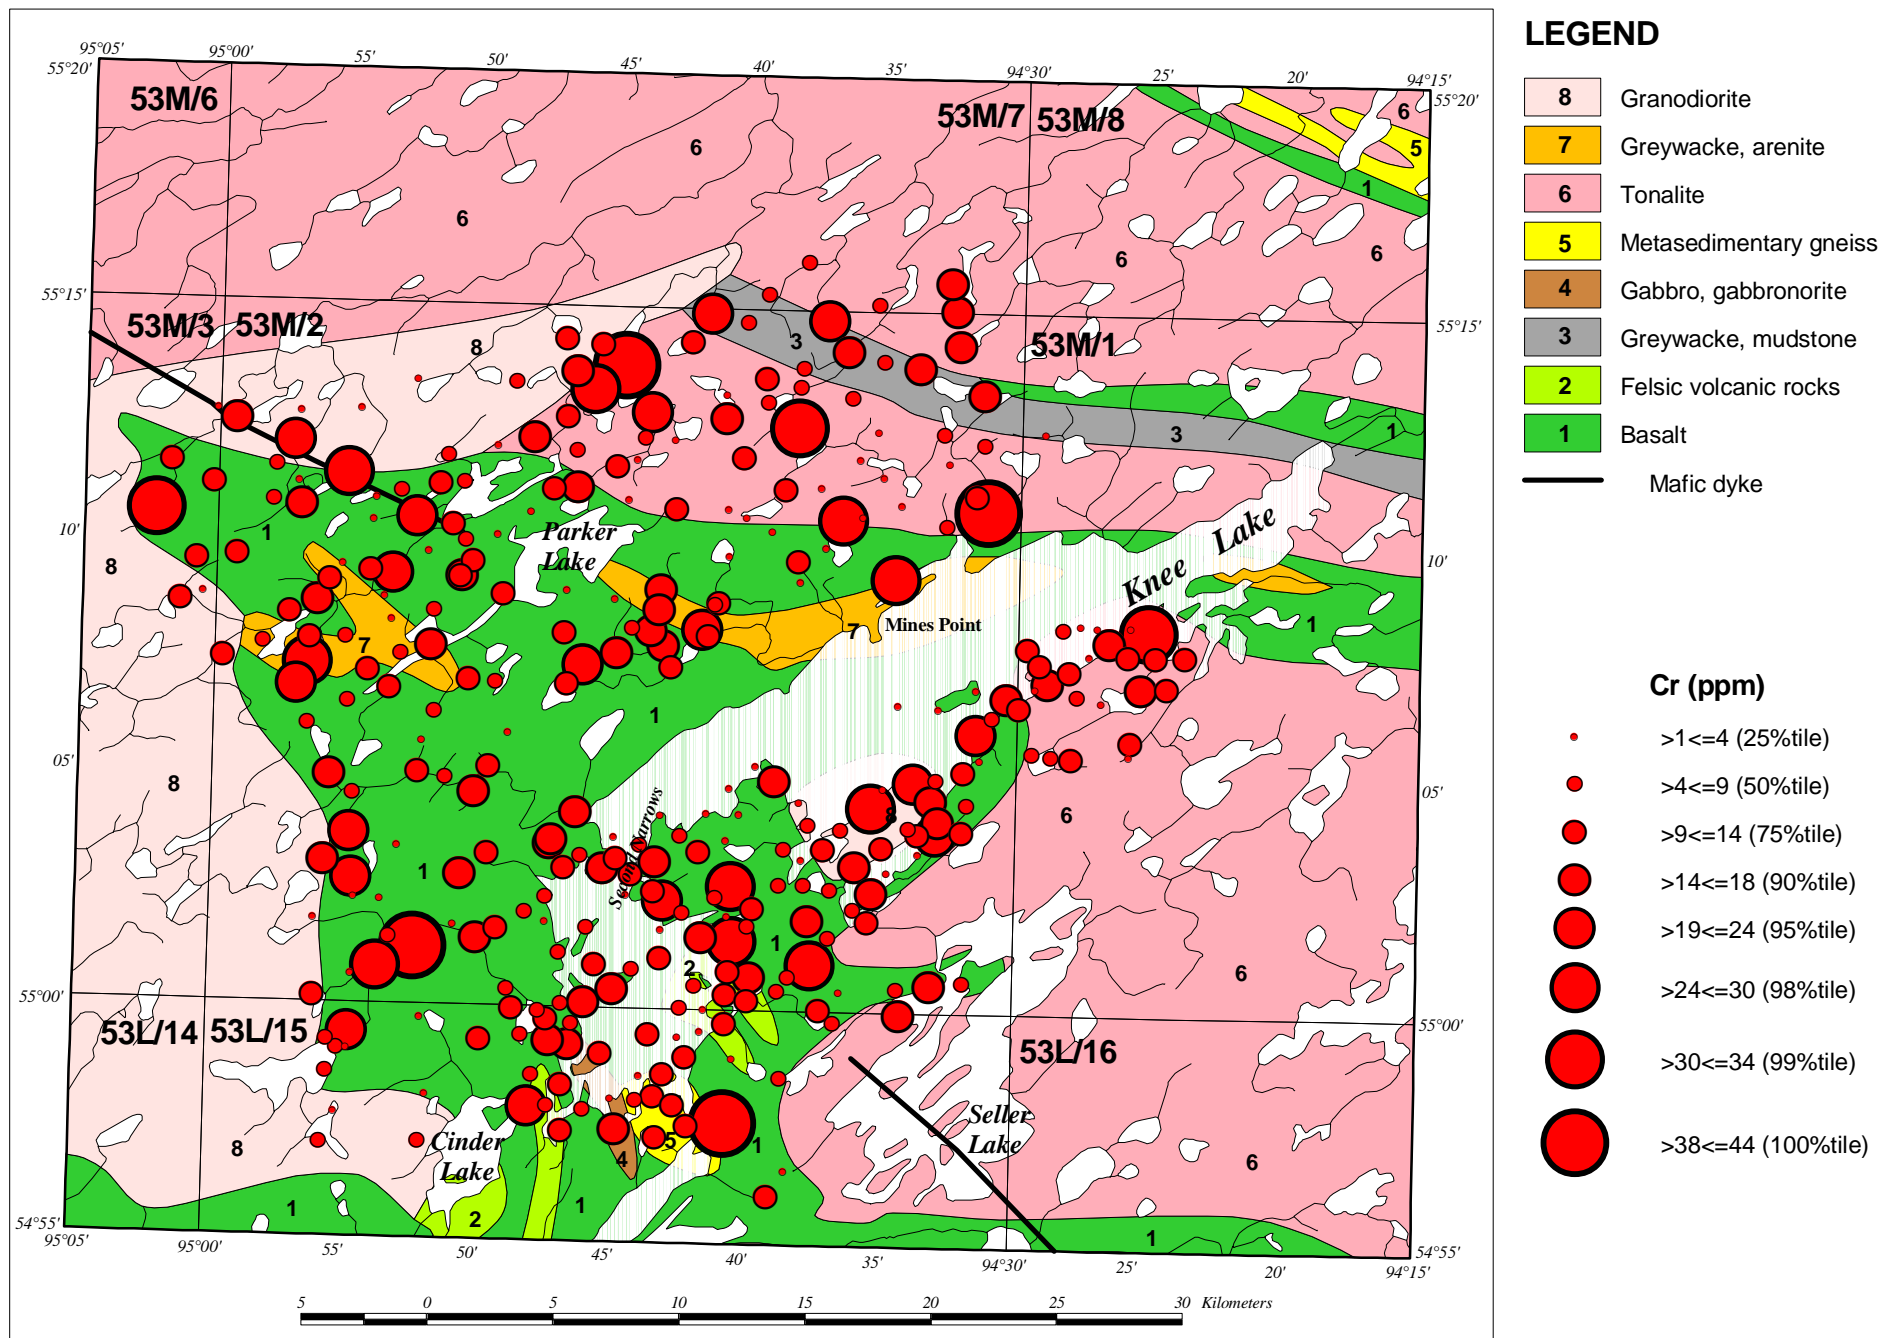 95°05'
95°00'
55'
50'
45'
40'
35'
94°30'
25'
20'
94°15'
55°20'
55°20'
53M/6
53M/7
53M/8
6
5
1
6
6
6
6
55°15'
55°15'
53M/3
53M/2
53M/1
8
3
3
1
10'
10'
1
8
Parker
Lake
Knee Lake
7
7
Mines Point
1
1
05'
05'
8
8
6
Second Narrows
1
1
2
6
55°00'
55°00'
53L/14
53L/15
53L/16
Seller
Lake
8
Cinder
Lake
5
4
1
6
1
2
1
1
54°55'
54°55'
95°05'
95°00'
55'
50'
45'
40'
35'
94°30'
25'
20'
94°15'
5 0 5 10 15 20 25 30 Kilometers
LEGEND
8 Granodiorite
7 Greywacke, arenite
6 Tonalite
5 Metasedimentary gneiss
4 Gabbro, gabbronorite
3 Greywacke, mudstone
2 Felsic volcanic rocks
1 Basalt
Mafic dyke
Cr (ppm)
>1<=4 (25%tile)
>4<=9 (50%tile)
>9<=14 (75%tile)
>14<=18 (90%tile)
>19<=24 (95%tile)
>24<=30 (98%tile)
>30<=34 (99%tile)
>38<=44 (100%tile)